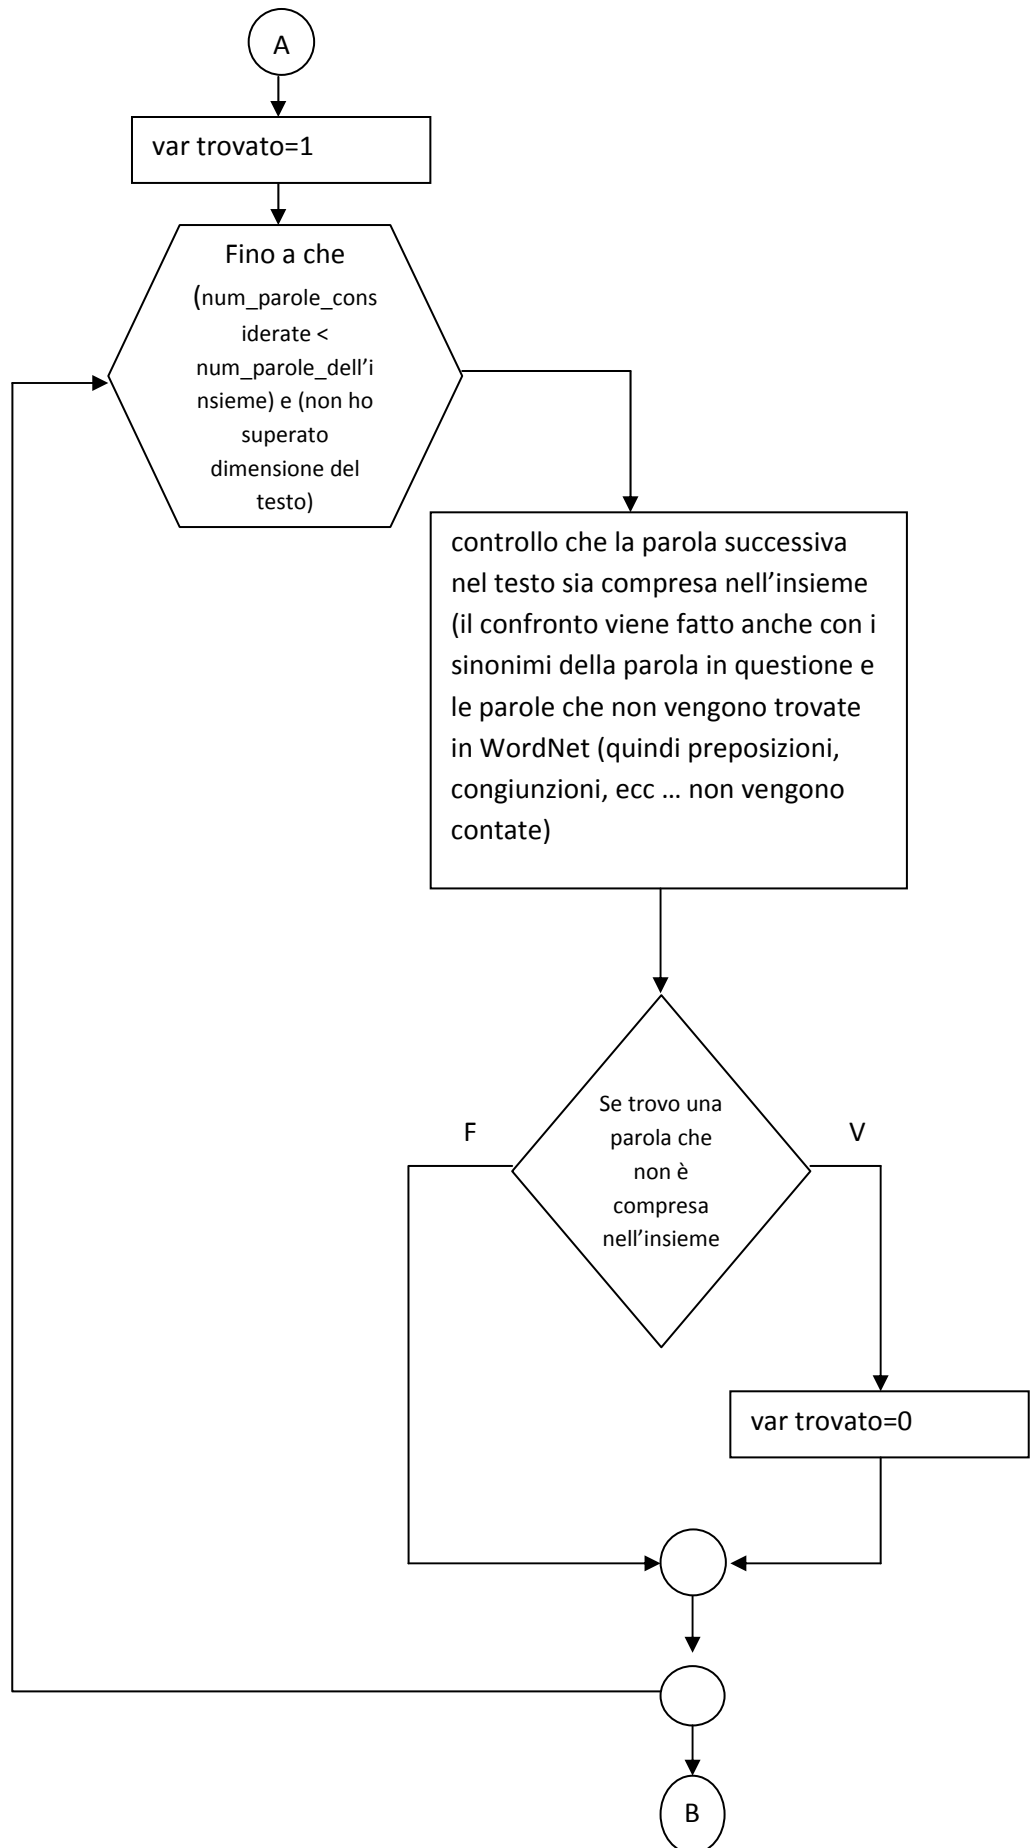 A
var trovato=1
Fino a che
(num_parole_cons
iderate <
num_parole_dell’i
nsieme) e (non ho
superato
dimensione del
testo)
controllo che la parola successiva
nel testo sia compresa nell’insieme
(il confronto viene fatto anche con i
sinonimi della parola in questione e
le parole che non vengono trovate
in WordNet (quindi preposizioni,
congiunzioni, ecc … non vengono
contate)
Se trovo una
parola che
non è
compresa
nell’insieme
F
V
var trovato=0
B